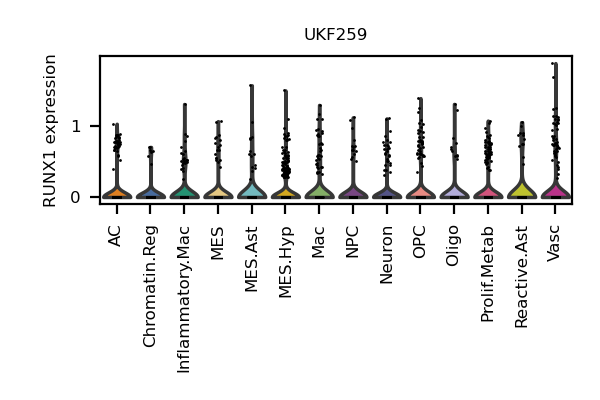 UKF259
RUNX1 expression
1
0
AC
Chromatin.Reg
Inflammatory.Mac
MES
MES.Ast
MES.Hyp
Mac
NPC
Neuron
OPC
Oligo
Prolif.Metab
Reactive.Ast
Vasc